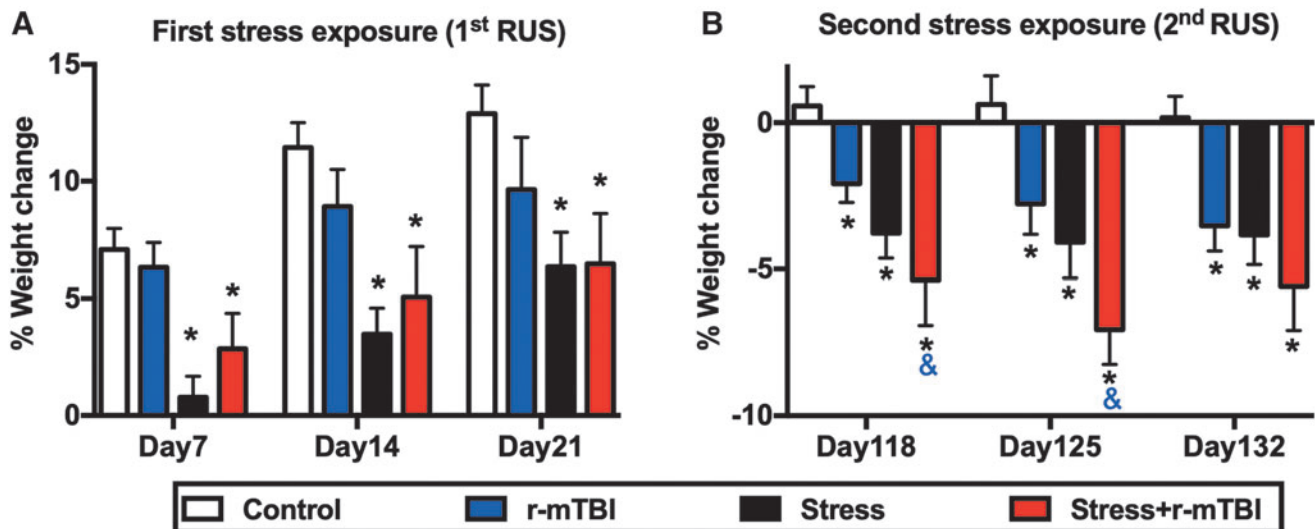 A First stress exposure (1st RUS)
% Weight change
15
10
5
0
* * * * * *
Day7 Day14 Day21
B Second stress exposure (2nd RUS)
% Weight change
0
-5
-10
* * * * * * * * *
& &
Day118 Day125 Day132
Control r-mTBI Stress Stress+r-mTBI